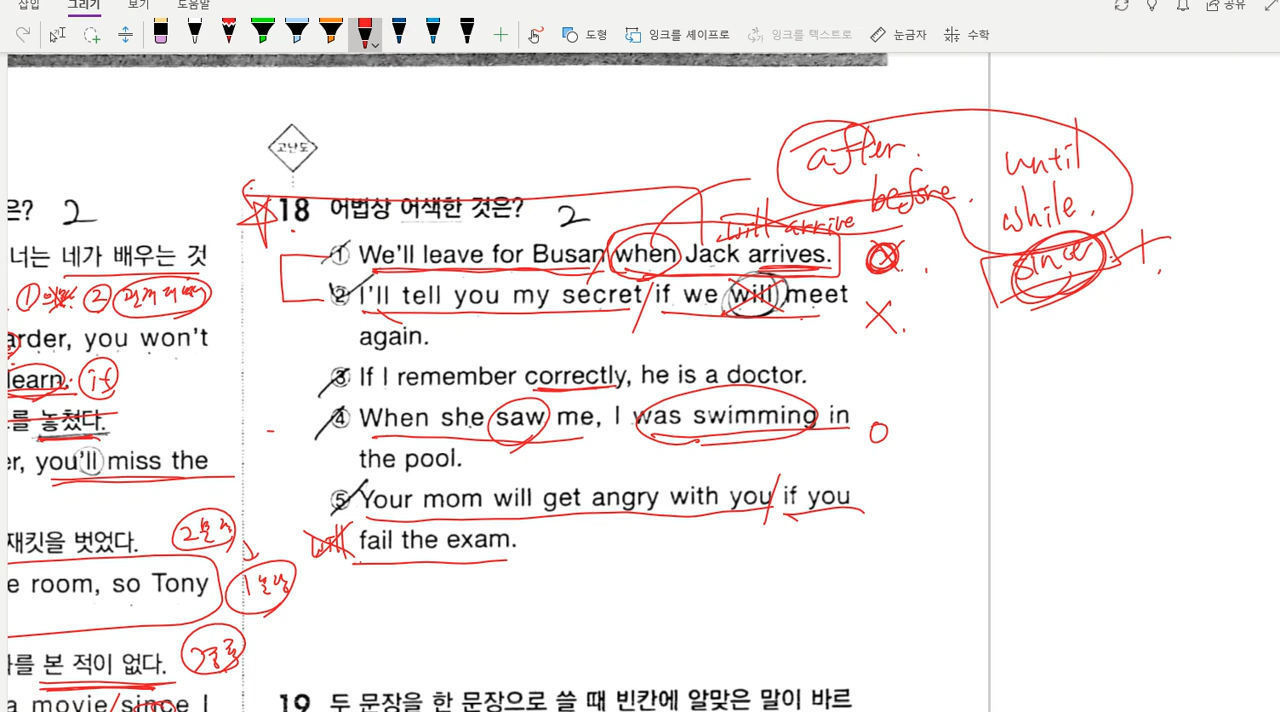 삽입 그리기 보기 도움말 공유
도형 잉크를 셰이프로 잉크를 텍스트로 눈금자 수학
고난도
after.
until
before.
while.
since
+.
은? 2
18 어법상 어색한 것은? 2
will arrive
너는 네가 배우는 것
① We'll leave for Busan when Jack arrives.
② I'll tell you my secret if we will meet
again.
arder, you won't
③ If I remember correctly, he is a doctor.
learn. if
④ When she saw me, I was swimming in
the pool.
를 놓쳤다.
er, you'll miss the
⑤ Your mom will get angry with you if you
will fail the exam.
재킷을 벗었다.
e room, so Tony
를 본 적이 없다.
a movie since I
19 두 문장을 한 문장으로 쓸 때 빈칸에 알맞은 말이 바르